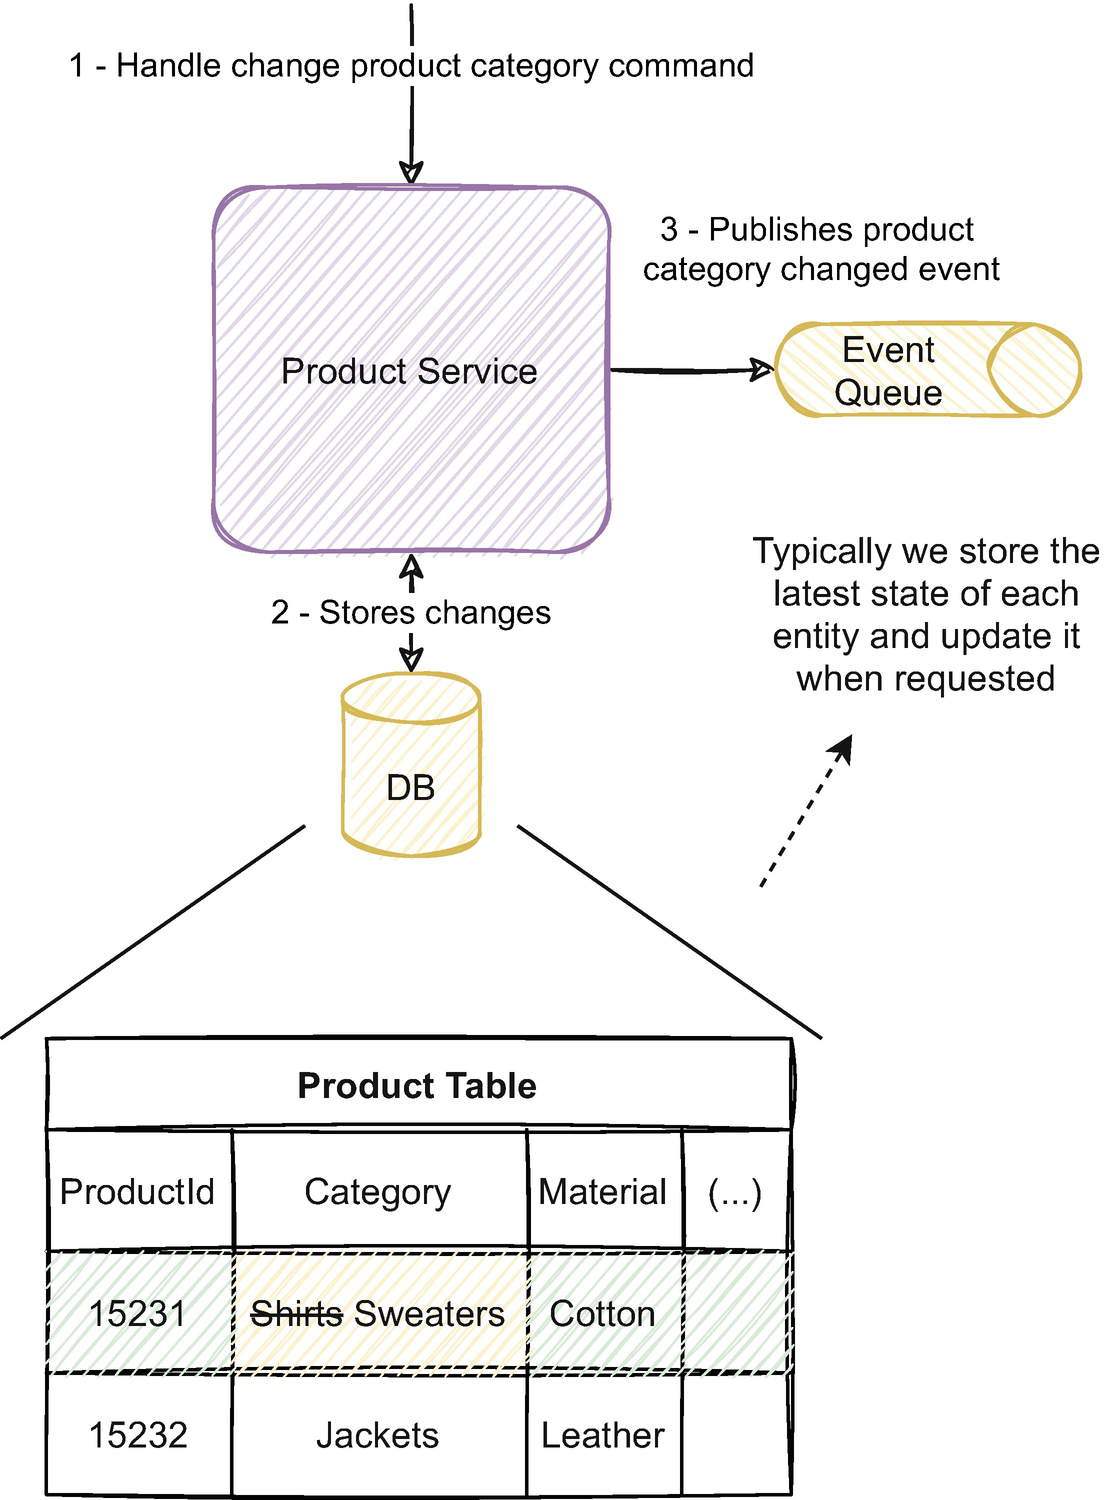 1 - Handle change product category command
3 - Publishes product
category changed event
Product Service
Event
Queue
2 - Stores changes
Typically we store the
latest state of each
entity and update it
when requested
DB
Product Table
ProductId Category Material (...)
15231 Shirts Sweaters Cotton
15232 Jackets Leather